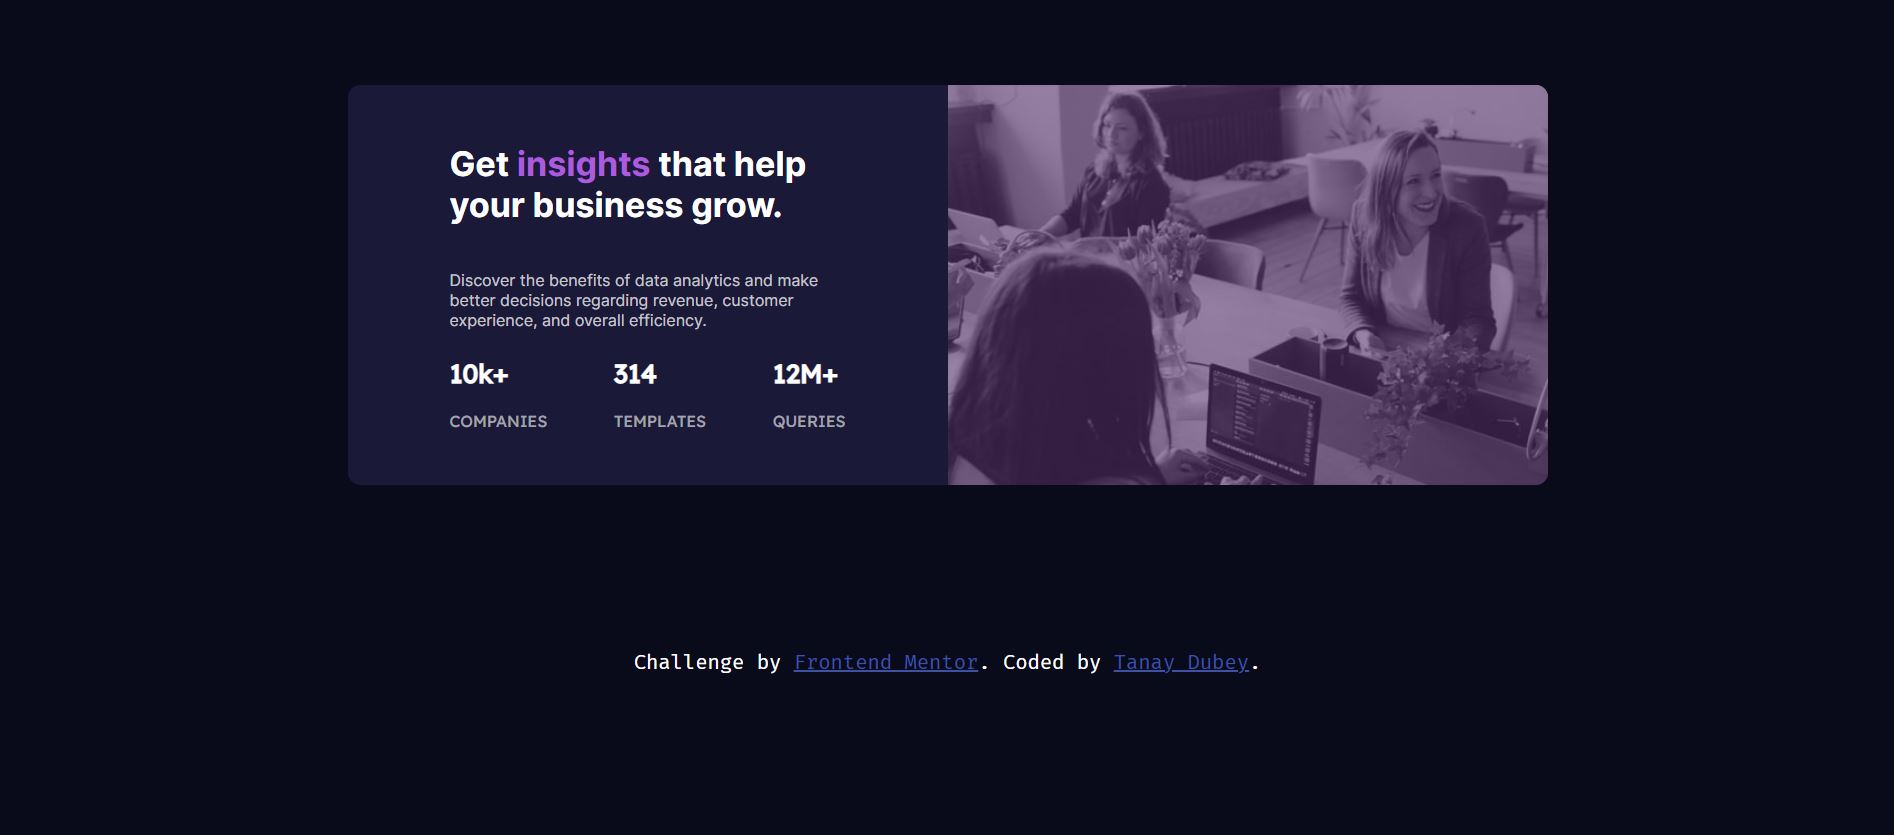 Get insights that help
your business grow.
Discover the benefits of data analytics and make
better decisions regarding revenue, customer
experience, and overall efficiency.
10k+ 314 12M+
COMPANIES TEMPLATES QUERIES
Challenge by Frontend Mentor. Coded by Tanay Dubey.